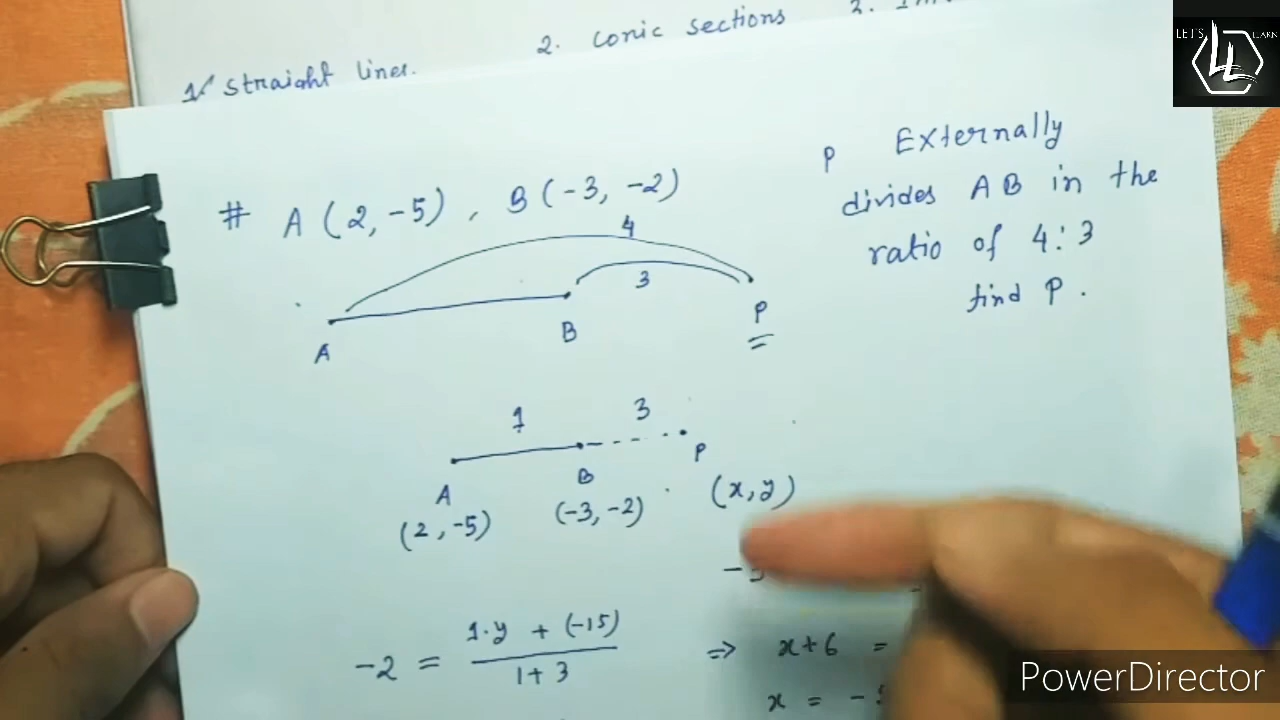 2. conic sections
1 straight lines.
# A (2, -5) , B (-3, -2)
P Externally
divides AB in the
ratio of 4:3
find P.
4
3
A
B
P
1
3
A
B
P
(2, -5)
(-3, -2)
(x, y)
-2 = 1.y + (-15) / 1+3
⇒ x+6 =
x = -
LET'S LEARN
LL
PowerDirector